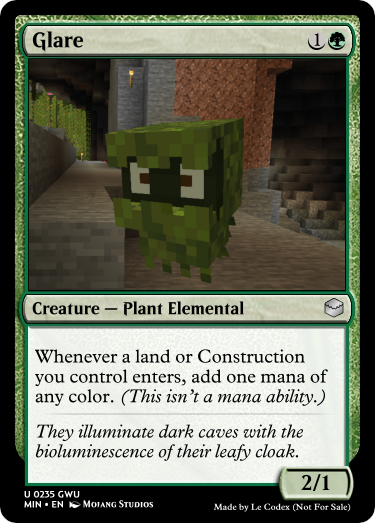 Glare 1
Creature — Plant Elemental
Whenever a land or Construction
you control enters, add one mana of
any color. (This isn't a mana ability.)
They illuminate dark caves with the
bioluminescence of their leafy cloak.
2/1
U 0235 GWU
MIN • EN Mojang Studios
Made by Le Codex (Not For Sale)